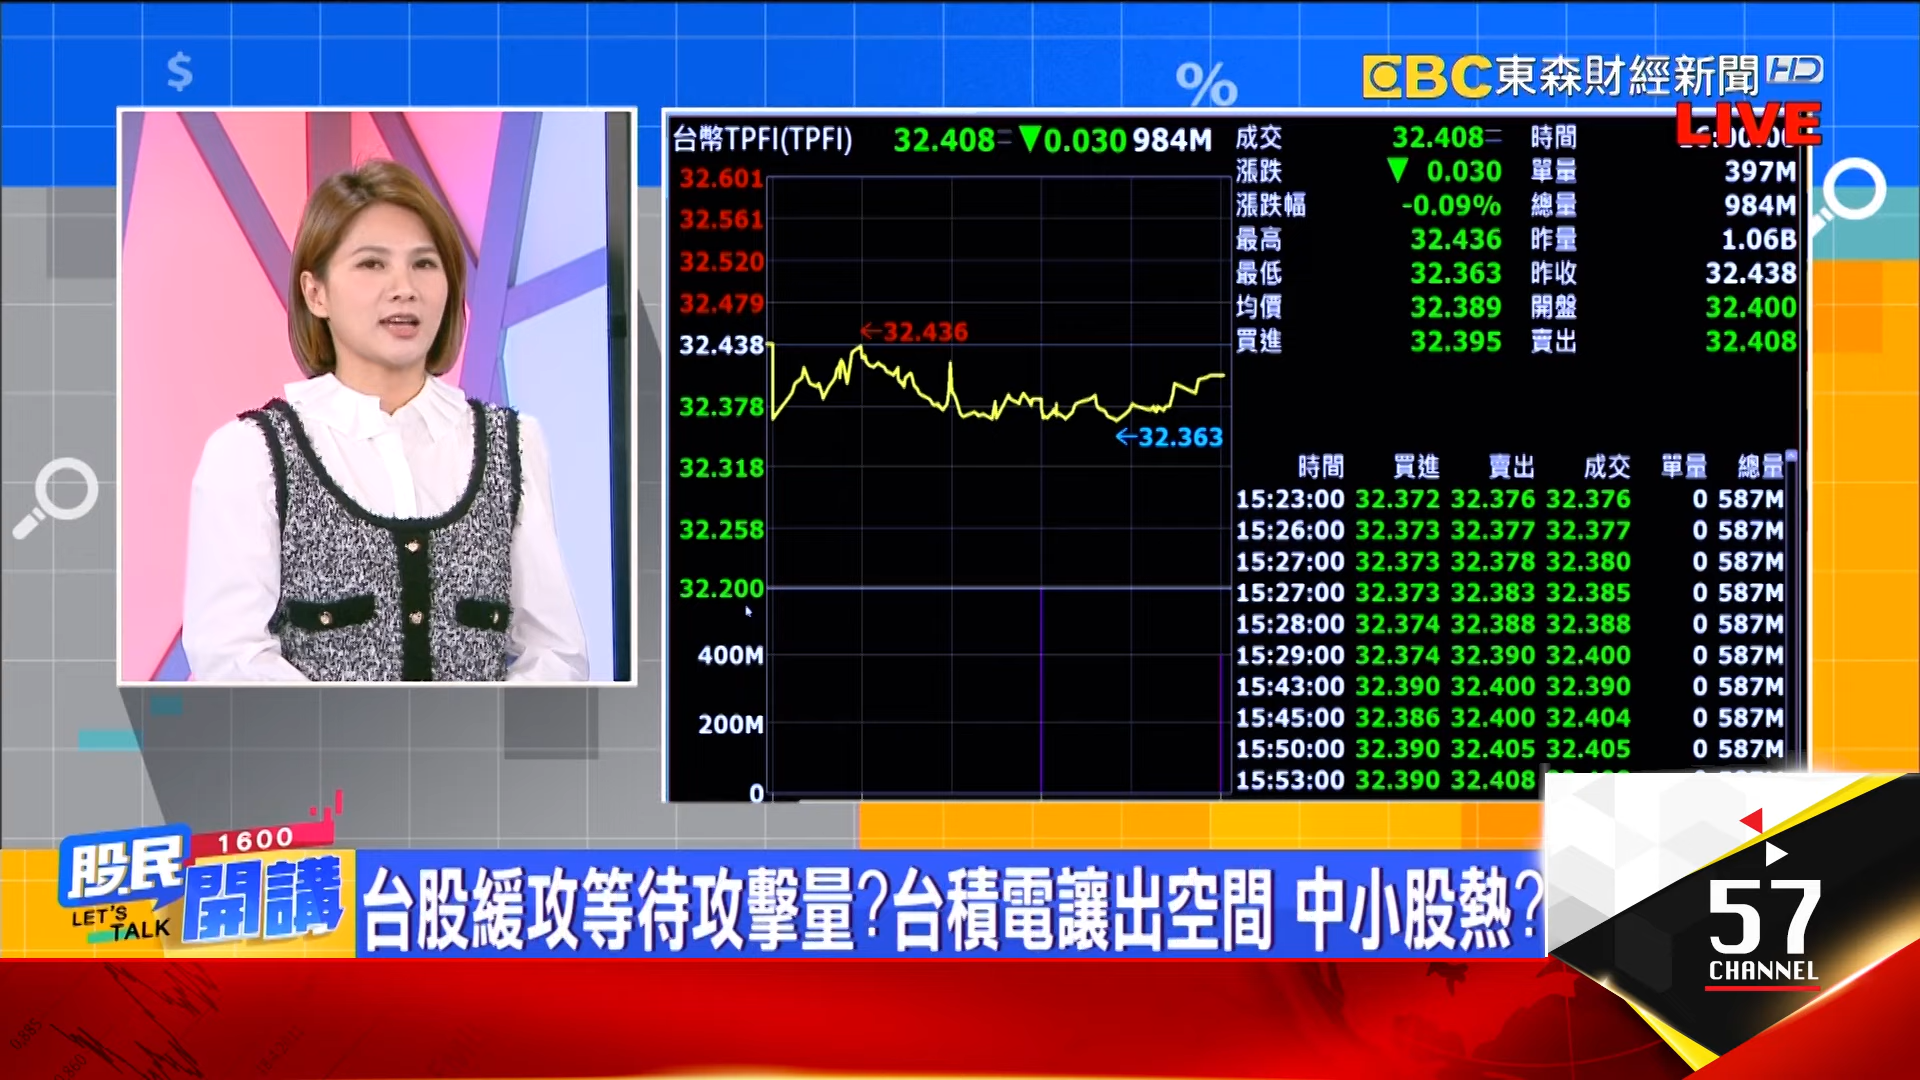 $
%
EBC東森財經新聞HD
LIVE
台幣TPFI(TPFI) 32.408 ▼0.030 984M
32.601
32.561
32.520
32.479
32.438
32.378
32.318
32.258
32.200
400M
200M
0
←32.436
←32.363
成交 32.408 時間
漲跌 ▼ 0.030 單量 397M
漲跌幅 -0.09% 總量 984M
最高 32.436 昨量 1.06B
最低 32.363 昨收 32.438
均價 32.389 開盤 32.400
買進 32.395 賣出 32.408
時間 買進 賣出 成交 單量 總量
15:23:00 32.372 32.376 32.376 0 587M
15:26:00 32.373 32.377 32.377 0 587M
15:27:00 32.373 32.378 32.380 0 587M
15:27:00 32.373 32.383 32.385 0 587M
15:28:00 32.374 32.388 32.388 0 587M
15:29:00 32.374 32.390 32.400 0 587M
15:43:00 32.390 32.400 32.390 0 587M
15:45:00 32.386 32.400 32.404 0 587M
15:50:00 32.390 32.405 32.405 0 587M
15:53:00 32.390 32.408
1600
股民
開講
LET'S
TALK
台股緩攻等待攻擊量?台積電讓出空間 中小股熱?
57
CHANNEL